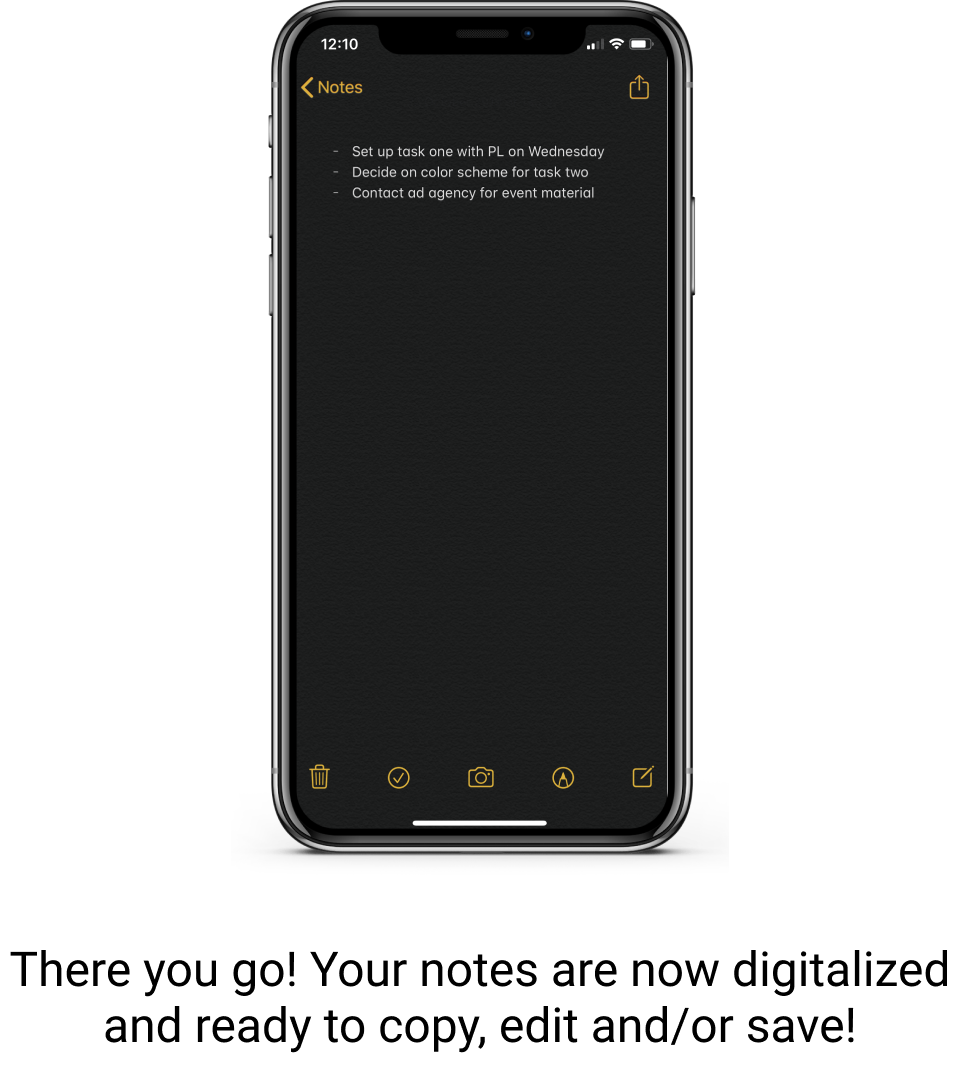 12:10
Notes
- Set up task one with PL on Wednesday
- Decide on color scheme for task two
- Contact ad agency for event material
There you go! Your notes are now digitalized
and ready to copy, edit and/or save!